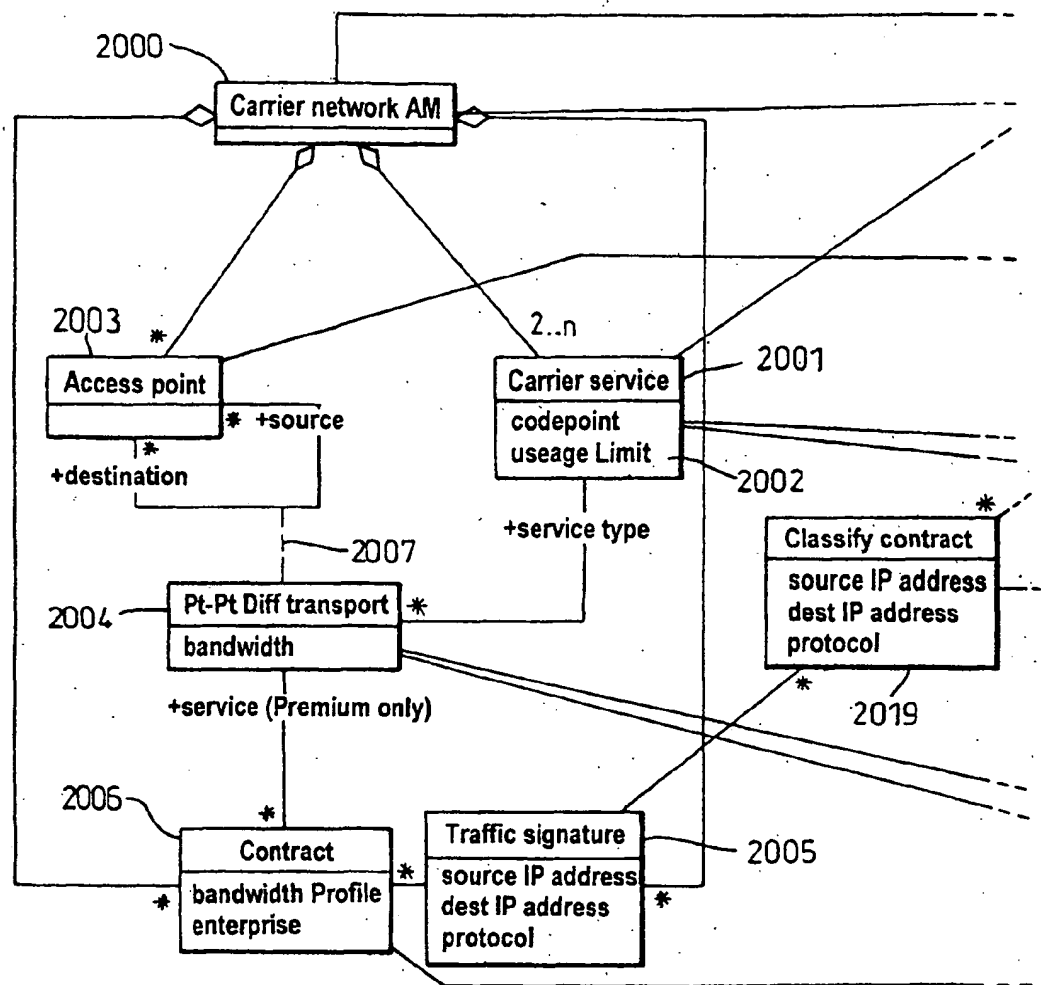 2000
Carrier network AM
2003
*
2..n
2001
Access point
Carrier service
* +source
codepoint
*
useage Limit
+destination
2002
+service type
*
2007
Classify contract
2004
Pt-Pt Diff transport
*
source IP address
dest IP address
bandwidth
protocol
+service (Premium only)
*
2019
2006
*
Traffic signature
2005
Contract
source IP address
*
bandwidth Profile
dest IP address
*
*
enterprise
protocol